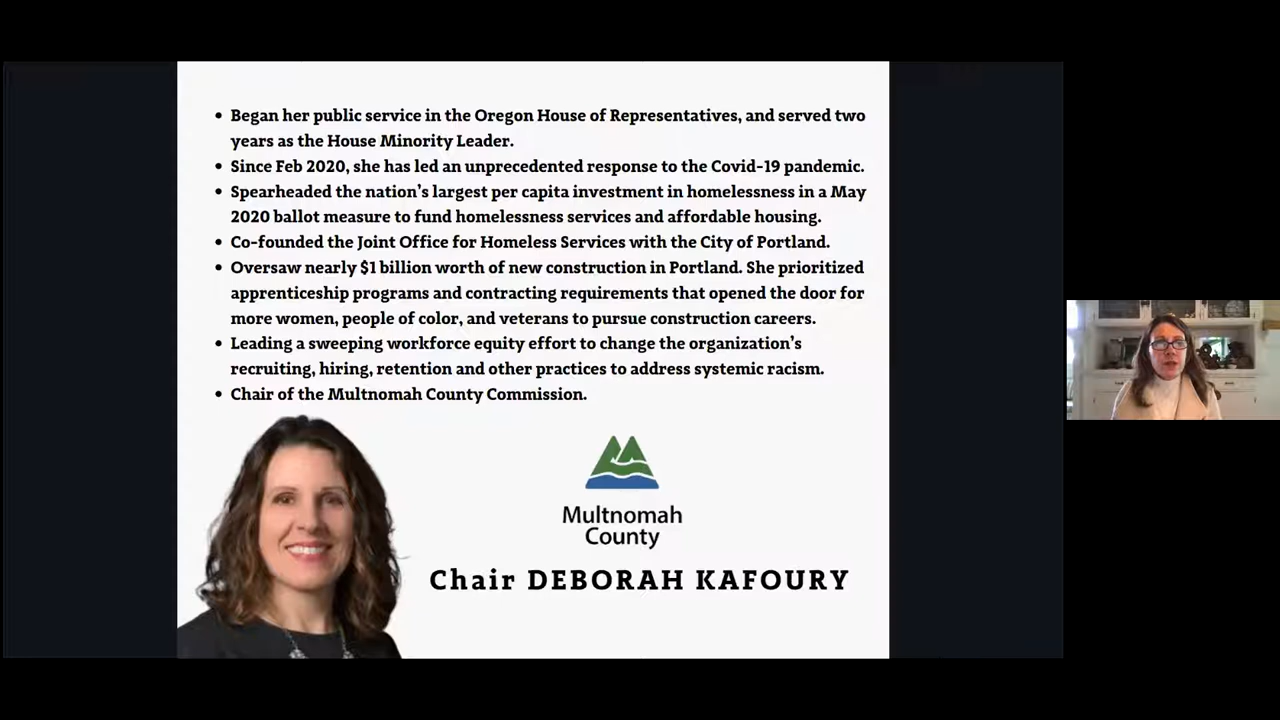 • Began her public service in the Oregon House of Representatives, and served two
years as the House Minority Leader.
• Since Feb 2020, she has led an unprecedented response to the Covid-19 pandemic.
• Spearheaded the nation's largest per capita investment in homelessness in a May
2020 ballot measure to fund homelessness services and affordable housing.
• Co-founded the Joint Office for Homeless Services with the City of Portland.
• Oversaw nearly $1 billion worth of new construction in Portland. She prioritized
apprenticeship programs and contracting requirements that opened the door for
more women, people of color, and veterans to pursue construction careers.
• Leading a sweeping workforce equity effort to change the organization's
recruiting, hiring, retention and other practices to address systemic racism.
• Chair of the Multnomah County Commission.
Multnomah
County
Chair DEBORAH KAFOURY